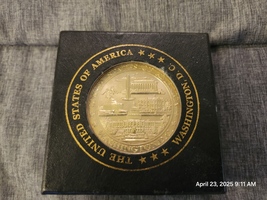 THE UNITED STATES OF AMERICA
WASHINGTON, D.C.
April 23, 2025 9:11 AM